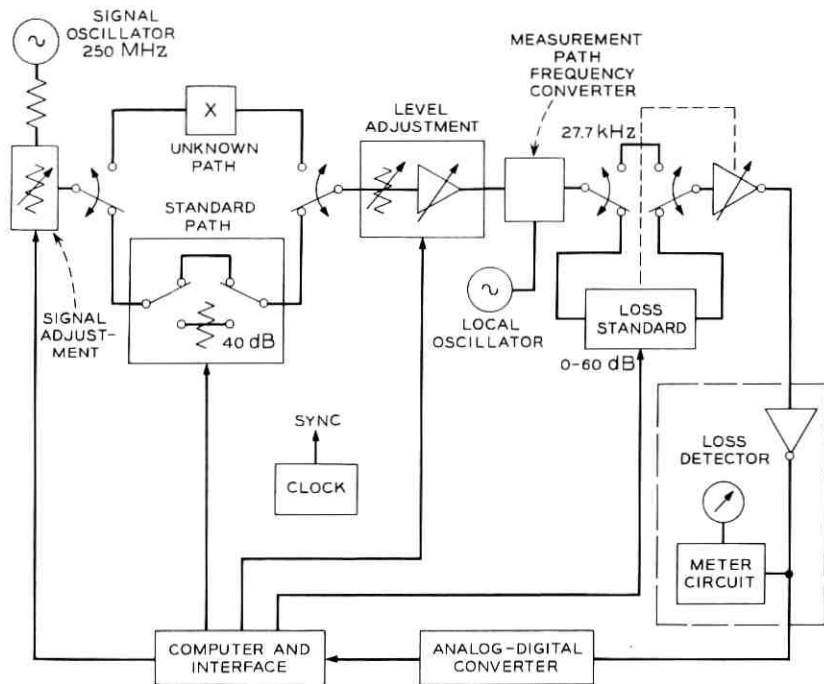 SIGNAL
OSCILLATOR
250 MHz
X
UNKNOWN
PATH
STANDARD
PATH
40 dB
SIGNAL
ADJUST-
MENT
LEVEL
ADJUSTMENT
MEASUREMENT
PATH
FREQUENCY
CONVERTER
27.7 kHz
LOCAL
OSCILLATOR
LOSS
STANDARD
0-60 dB
SYNC
CLOCK
LOSS
DETECTOR
METER
CIRCUIT
COMPUTER AND
INTERFACE
ANALOG-DIGITAL
CONVERTER